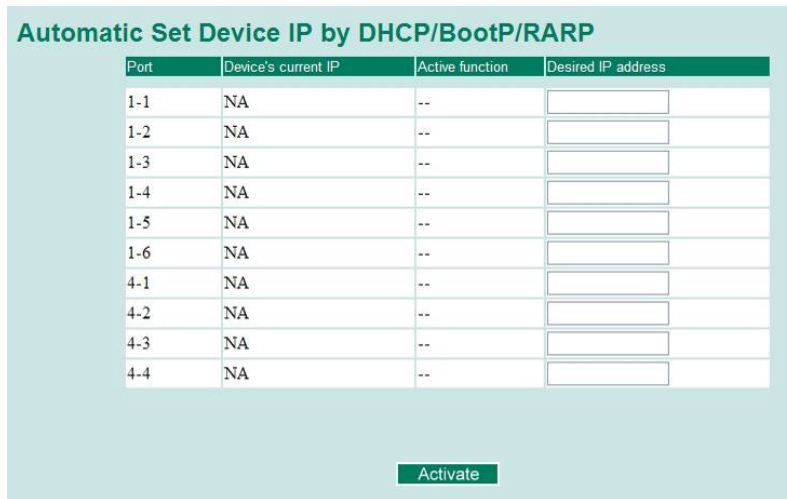 Automatic Set Device IP by DHCP/BootP/RARP
Port Device's current IP Active function Desired IP address
1-1 NA --
1-2 NA --
1-3 NA --
1-4 NA --
1-5 NA --
1-6 NA --
4-1 NA --
4-2 NA --
4-3 NA --
4-4 NA --
Activate